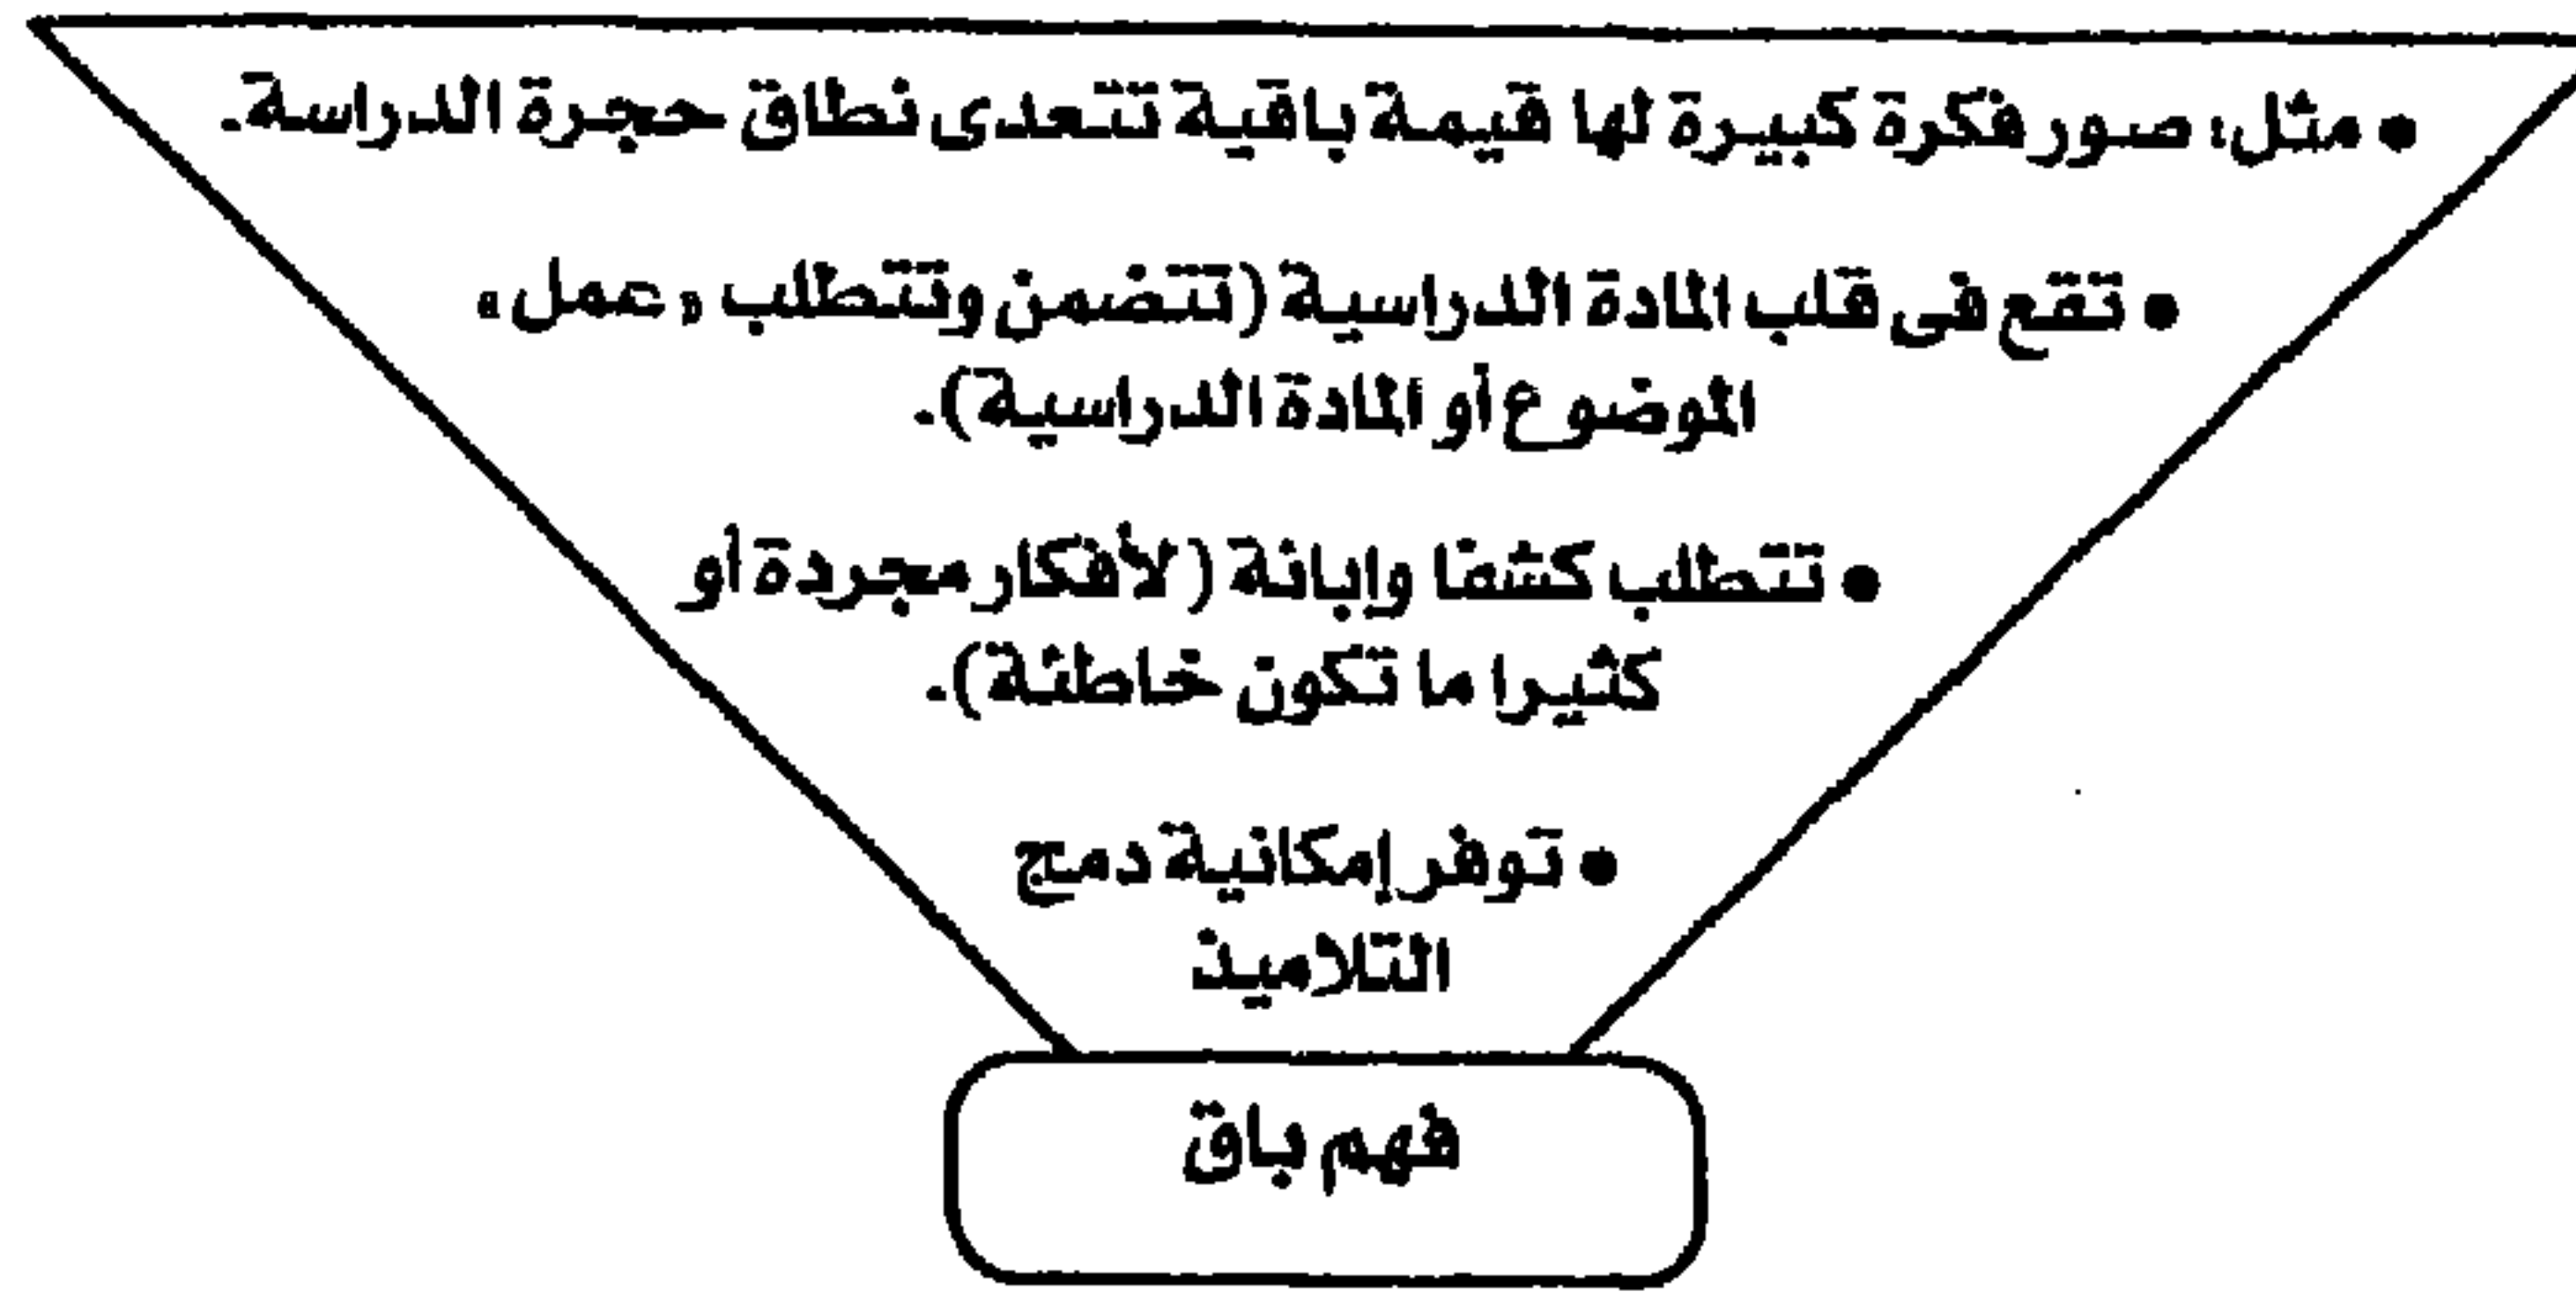 • مثل: صور فكرة كبيرة لها قيمة باقية تتعدى نطاق حجرة الدراسة.
• تقع فى قلب المادة الدراسية (تتضمن وتتطلب «عمل»
الموضوع أو المادة الدراسية).
• تتطلب كشفا وإبانة (لأفكار مجردة أو
كثيرا ما تكون خاطئة).
• توفر إمكانية دمج
التلاميذ
فهم باق